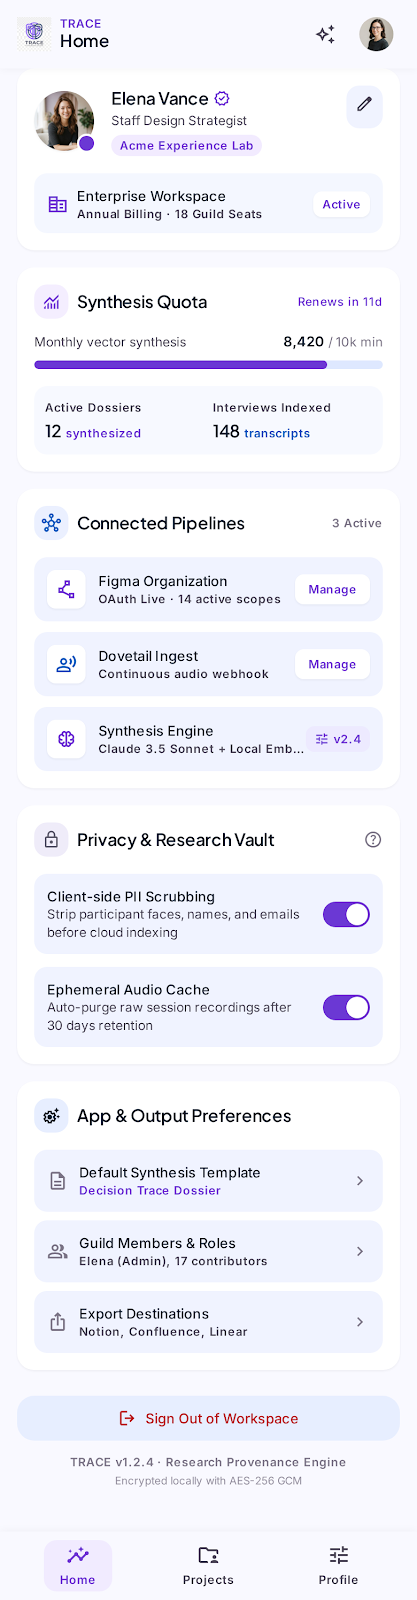 TRACE
Home
TRACE
Elena Vance
Staff Design Strategist
Acme Experience Lab
Enterprise Workspace
Annual Billing · 18 Guild Seats
Active
Synthesis Quota
Renews in 11d
Monthly vector synthesis
8,420 / 10k min
Active Dossiers
12 synthesized
Interviews Indexed
148 transcripts
Connected Pipelines
3 Active
Figma Organization
OAuth Live · 14 active scopes
Manage
Dovetail Ingest
Continuous audio webhook
Manage
Synthesis Engine
Claude 3.5 Sonnet + Local Emb...
v2.4
Privacy & Research Vault
Client-side PII Scrubbing
Strip participant faces, names, and emails
before cloud indexing
Ephemeral Audio Cache
Auto-purge raw session recordings after
30 days retention
App & Output Preferences
Default Synthesis Template
Decision Trace Dossier
Guild Members & Roles
Elena (Admin), 17 contributors
Export Destinations
Notion, Confluence, Linear
Sign Out of Workspace
TRACE v1.2.4 · Research Provenance Engine
Encrypted locally with AES-256 GCM
Home
Projects
Profile